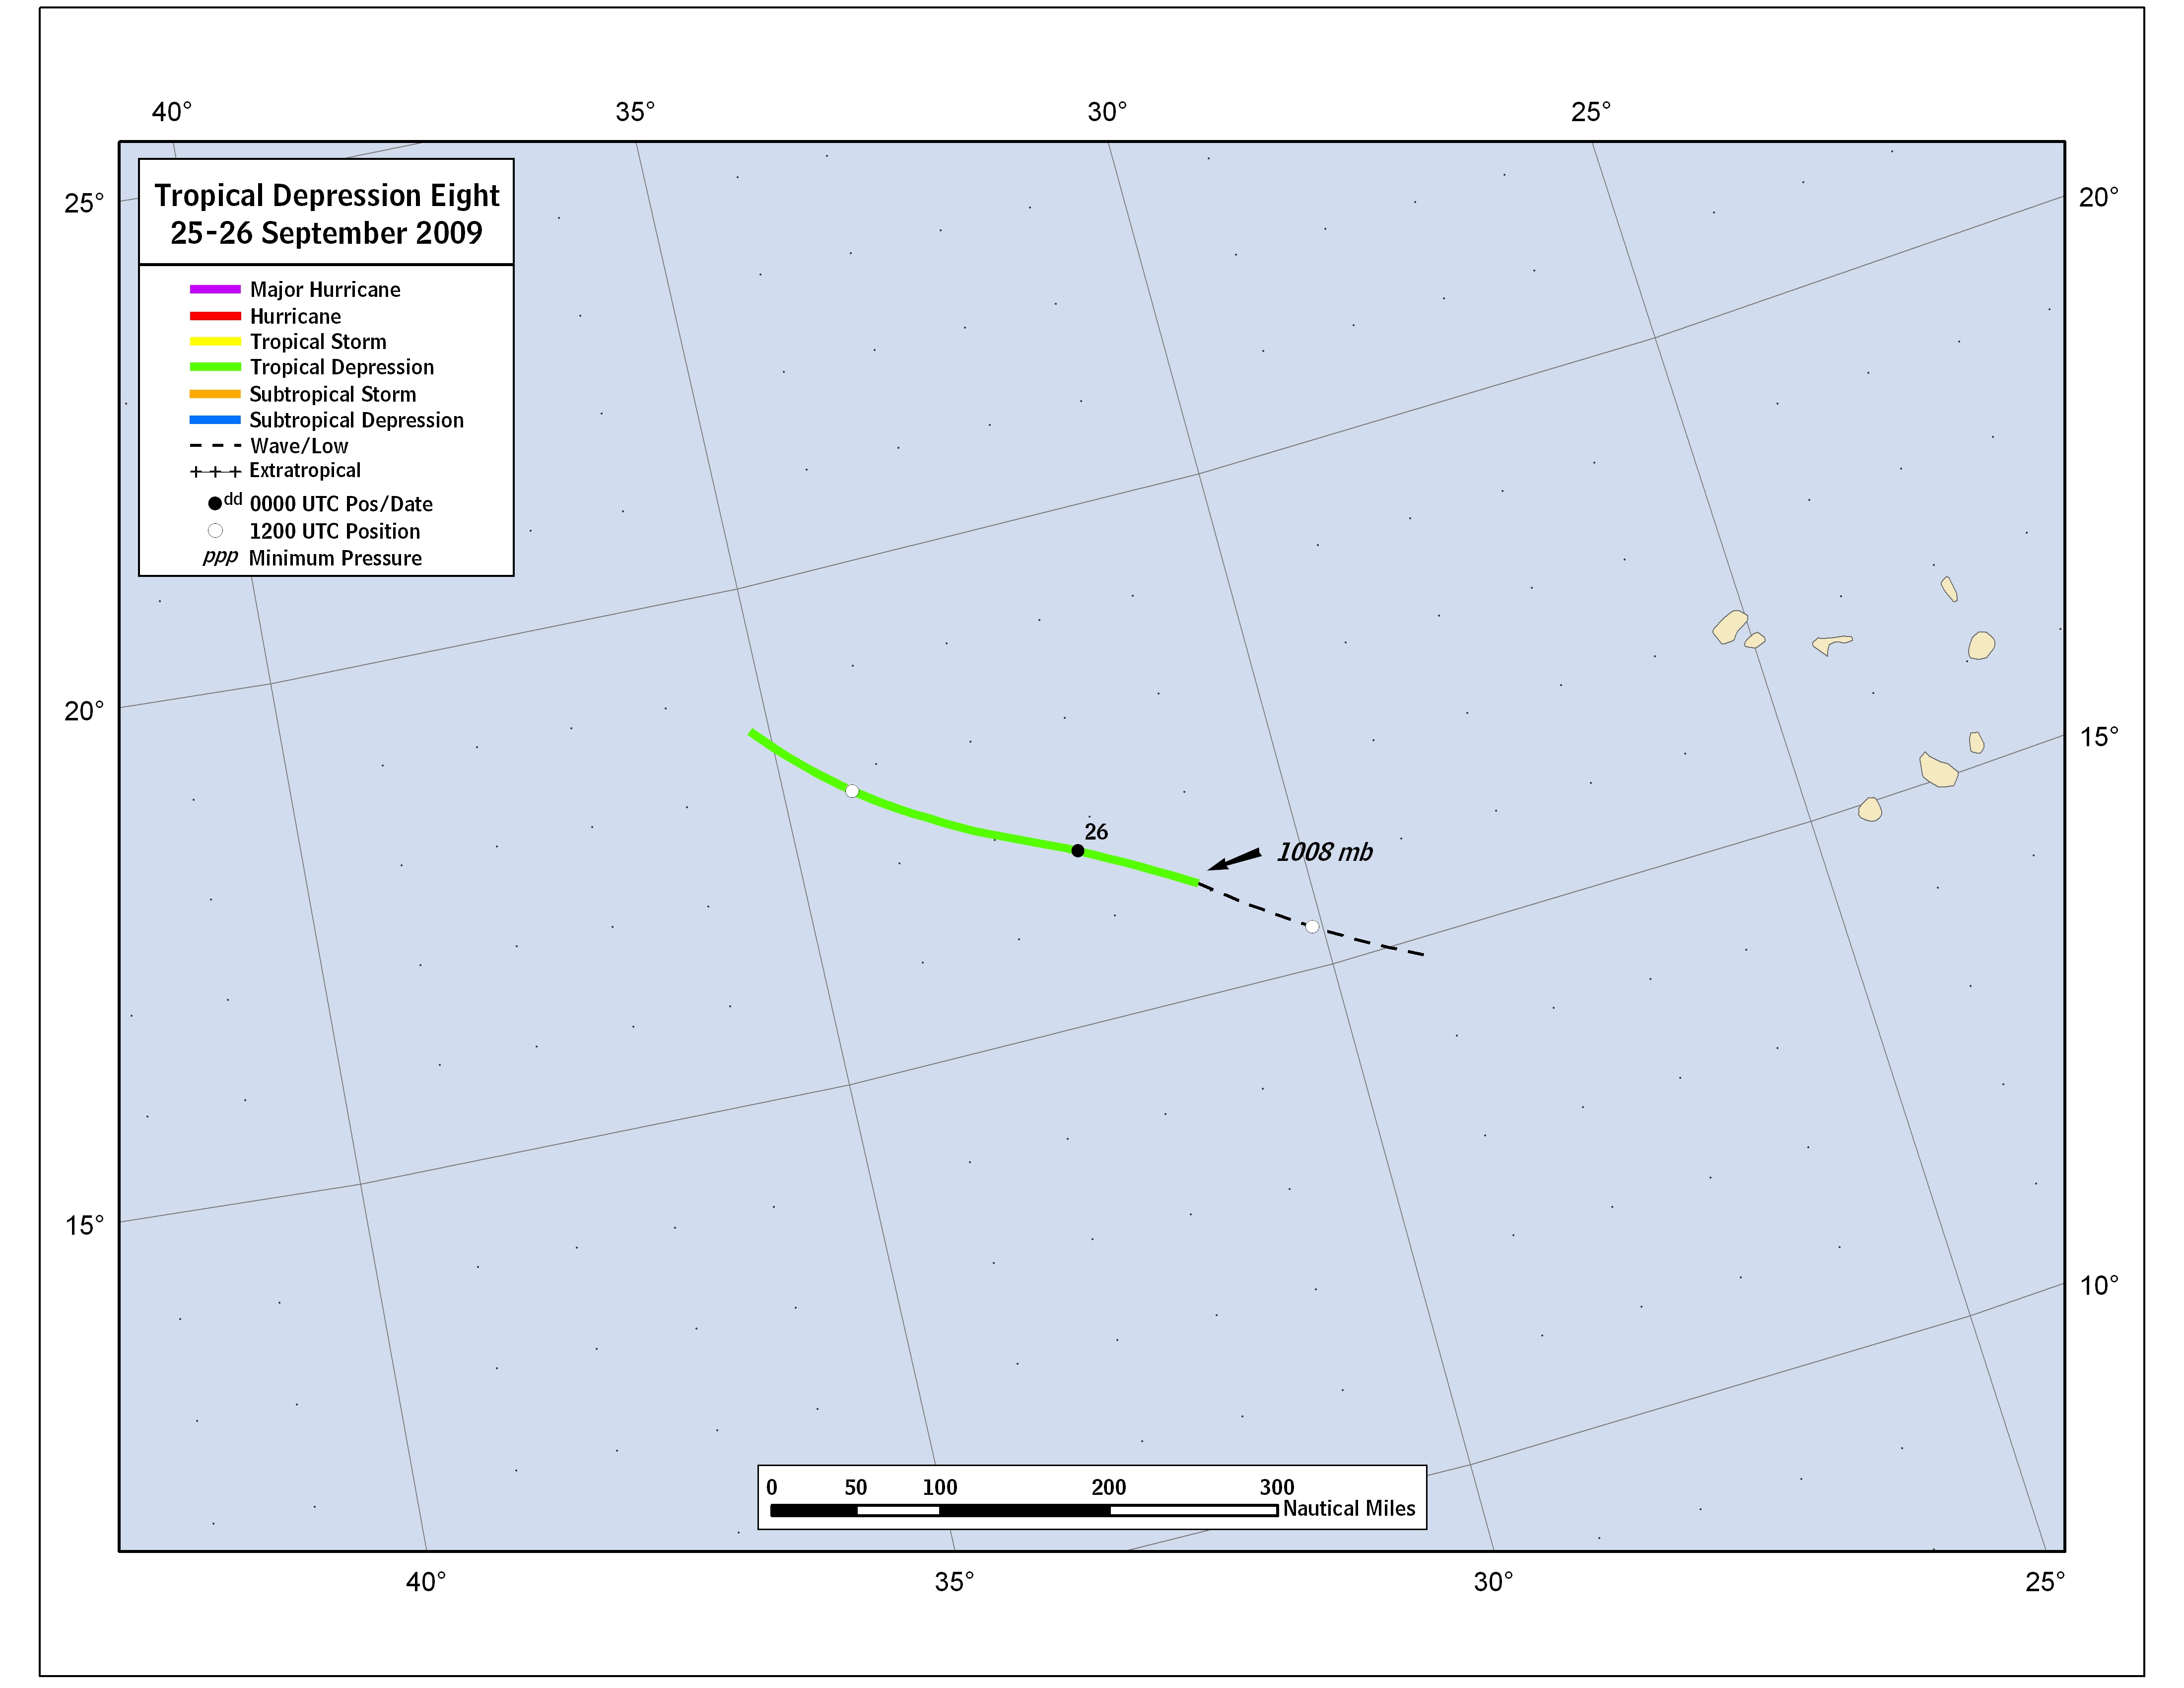 40° 35° 30° 25°
25°
20°
Tropical Depression Eight
25-26 September 2009
Major Hurricane
Hurricane
Tropical Storm
Tropical Depression
Subtropical Storm
Subtropical Depression
Wave/Low
Extratropical
dd 0000 UTC Pos/Date
1200 UTC Position
ppp Minimum Pressure
20°
15°
26
1008 mb
15°
10°
0 50 100 200 300
Nautical Miles
40° 35° 30° 25°